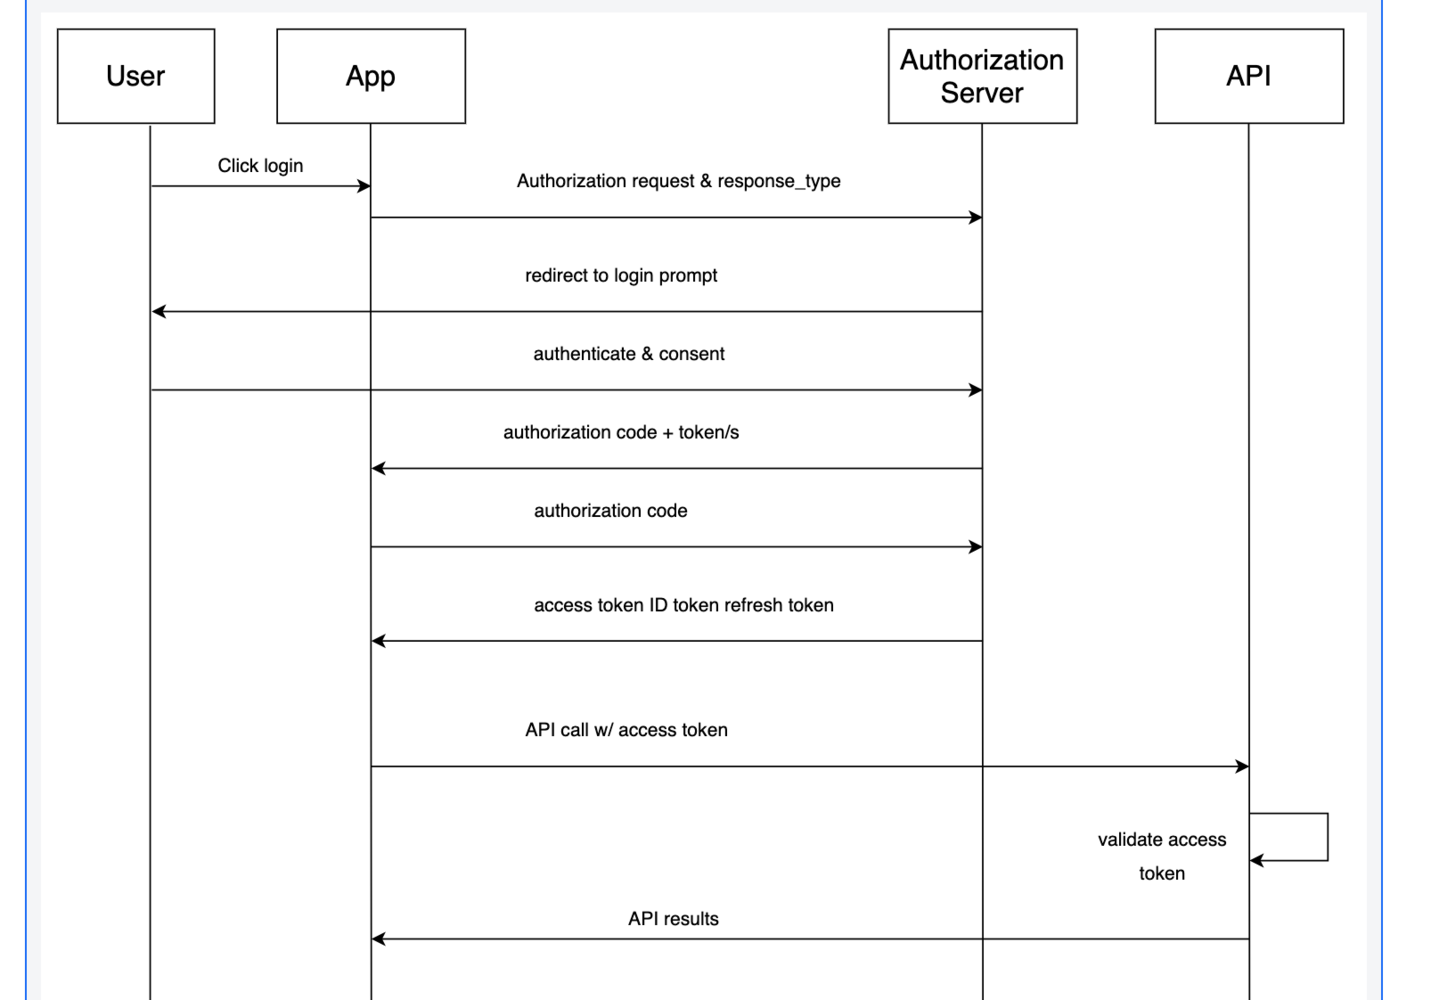 User
App
Authorization
Server
API
Click login
Authorization request & response_type
redirect to login prompt
authenticate & consent
authorization code + token/s
authorization code
access token ID token refresh token
API call w/ access token
validate access
token
API results